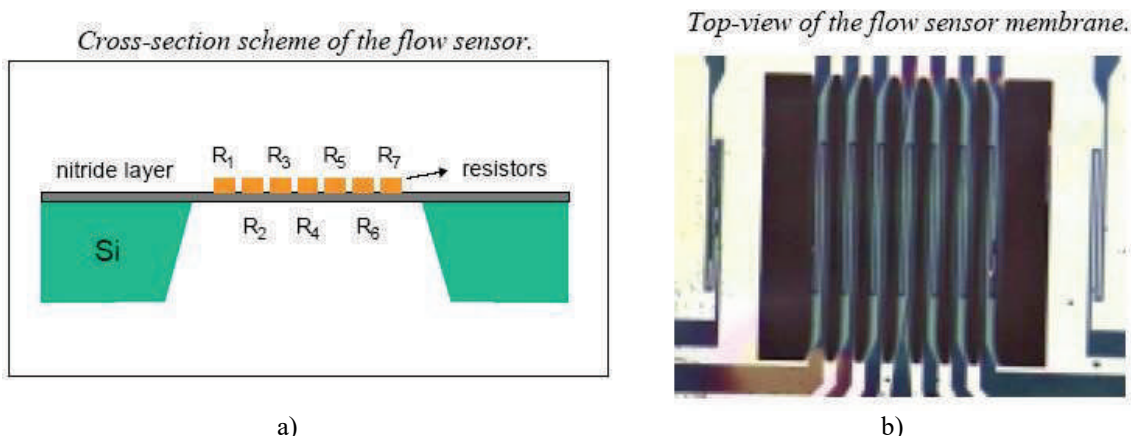 Cross-section scheme of the flow sensor.
Top-view of the flow sensor membrane.
R1 R3 R5 R7
nitride layer
resistors
R2 R4 R6
Si
a)
b)